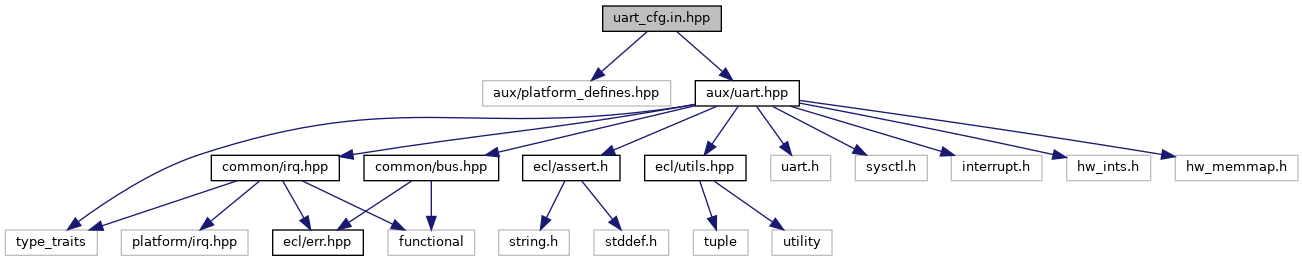 uart_cfg.in.hpp
aux/platform_defines.hpp
aux/uart.hpp
common/irq.hpp
common/bus.hpp
ecl/assert.h
ecl/utils.hpp
uart.h
sysctl.h
interrupt.h
hw_ints.h
hw_memmap.h
type_traits
platform/irq.hpp
ecl/err.hpp
functional
string.h
stddef.h
tuple
utility